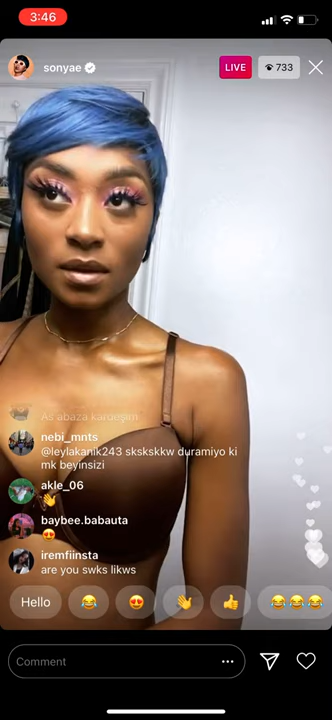 3:46
sonyae
LIVE
733
As abaza kardeşim
nebi_mnts
@leylakanik243 skskskkw duramiyo ki
mk beyinsizi
akle_06
baybee.babauta
iremfiinsta
are you swks likws
Hello
Comment